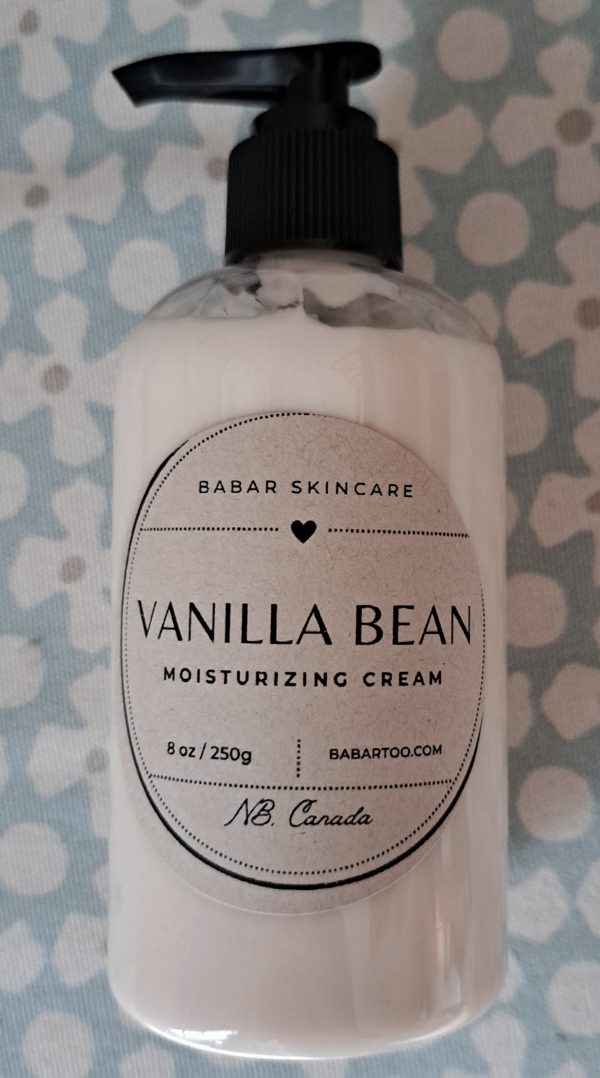 BABAR SKINCARE
VANILLA BEAN
MOISTURIZING CREAM
8 oz / 250g
BABARTOO.COM
NB, Canada